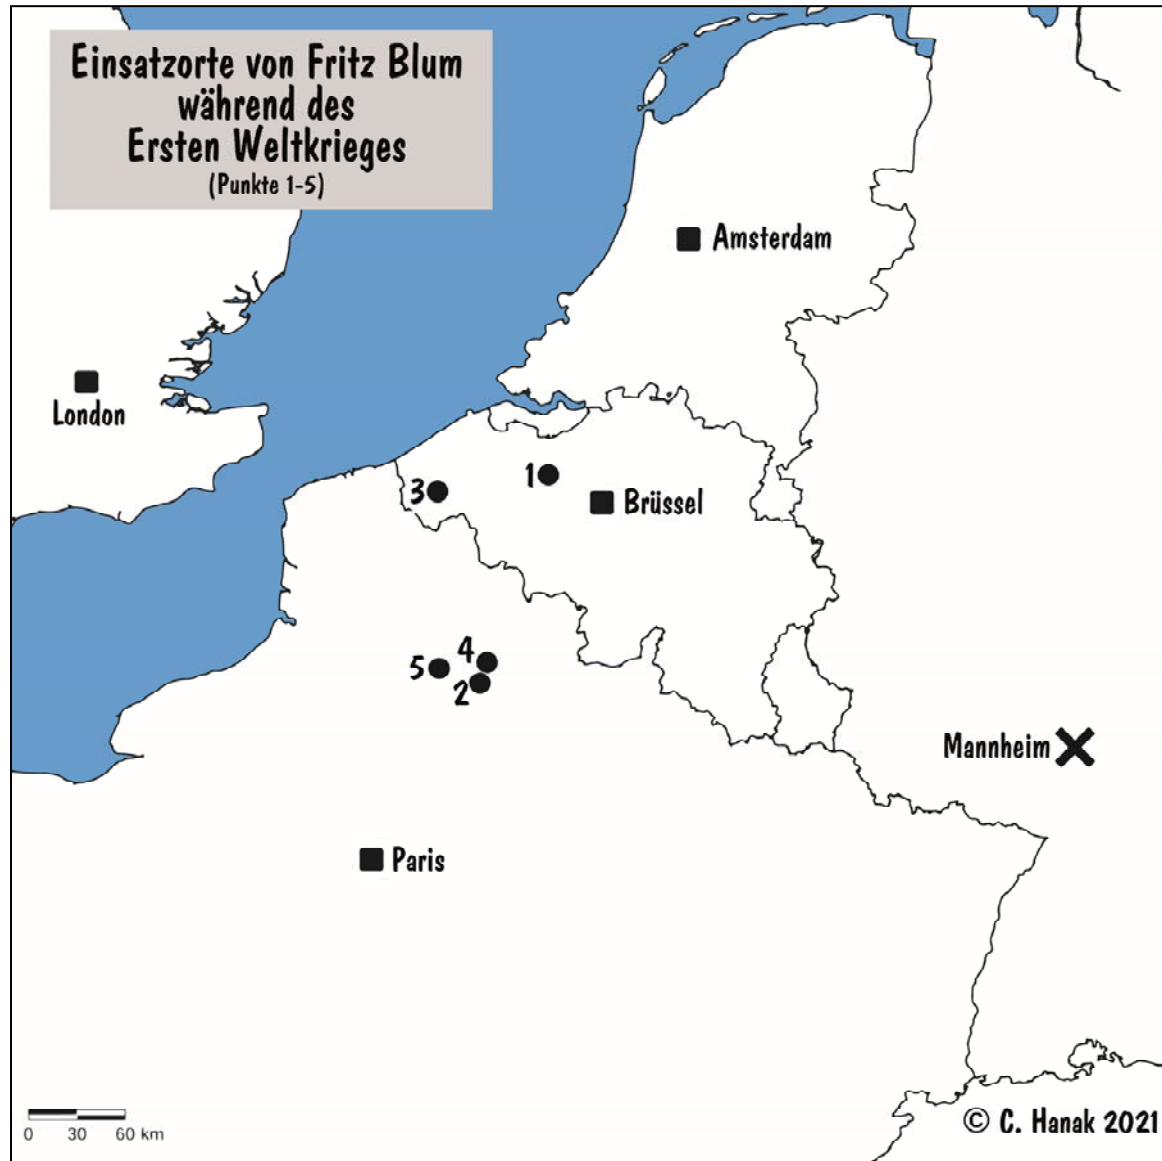 Einsatzorte von Fritz Blum
während des
Ersten Weltkrieges
(Punkte 1-5)
Amsterdam
London
1
3
Brüssel
4
5
2
Mannheim
Paris
0 30 60 km
© C. Hanak 2021